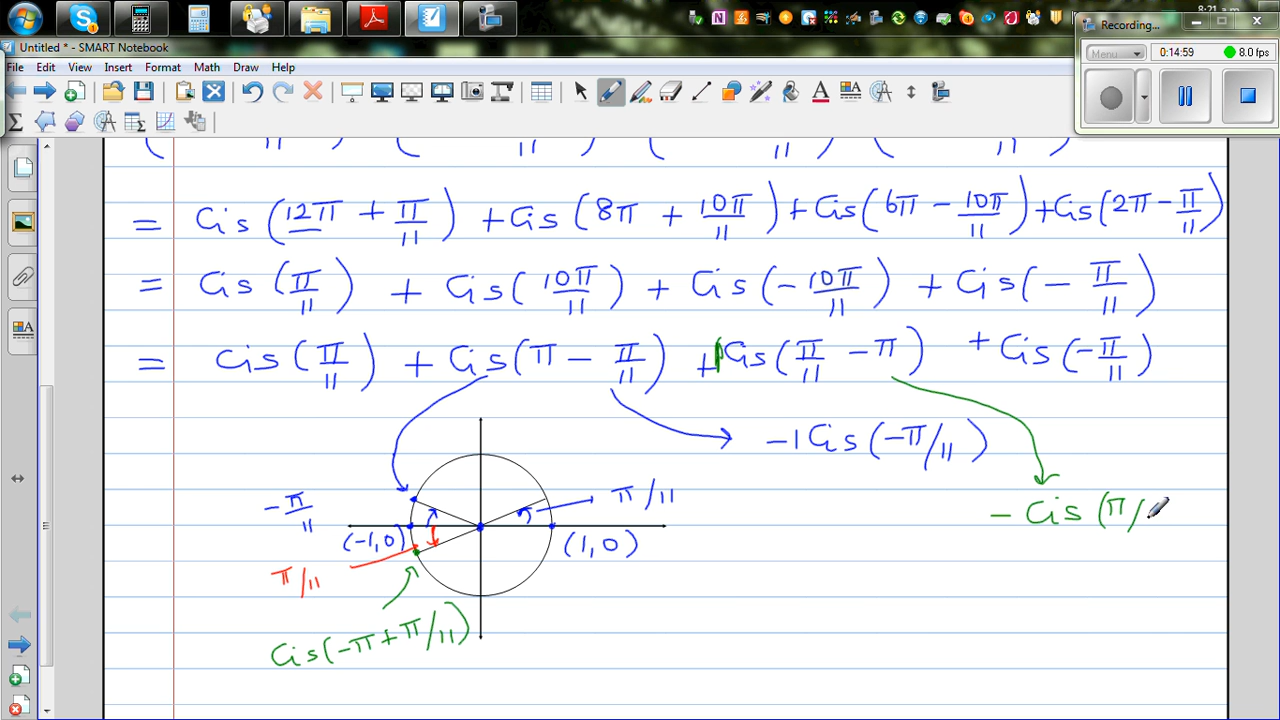 8:21 a.m.
Untitled * - SMART Notebook
Recording...
File Edit View Insert Format Math Draw Help
Menu
0:14:59
8.0 fps
= Cis (12π + π/11) + Cis (8π + 10π/11) + Cis (6π − 10π/11) + Cis (2π − π/11)
= Cis (π/11) + Cis (10π/11) + Cis (−10π/11) + Cis (−π/11)
= Cis (π/11) + Cis (π − π/11) + Cis (π/11 − π) + Cis (−π/11)
−1 Cis (−π/11)
− Cis (π/
−π/11
π/11
(−1,0)
(1,0)
π/11
Cis (−π+π/11)